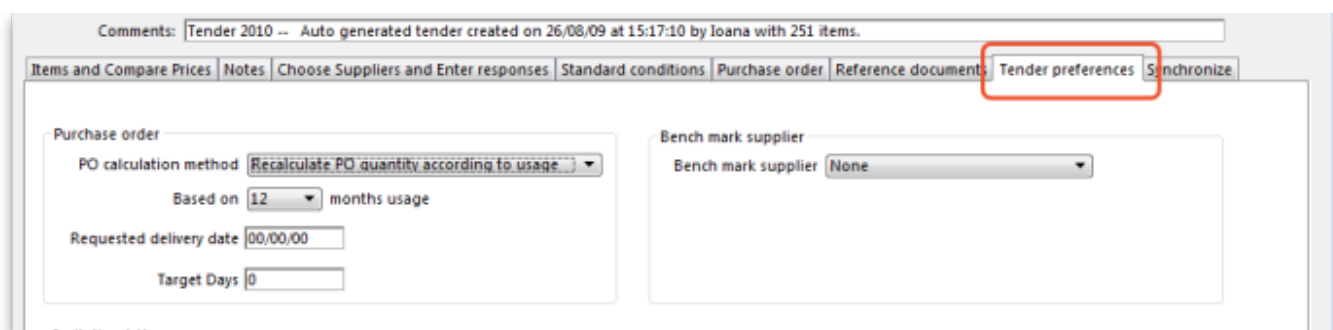 Comments: Tender 2010 -- Auto generated tender created on 26/08/09 at 15:17:10 by Ioana with 251 items.
Items and Compare Prices Notes Choose Suppliers and Enter responses Standard conditions Purchase order Reference documents Tender preferences Synchronize
Purchase order
PO calculation method Recalculate PO quantity according to usage
Based on 12 months usage
Requested delivery date 00/00/00
Target Days 0
Bench mark supplier
Bench mark supplier None